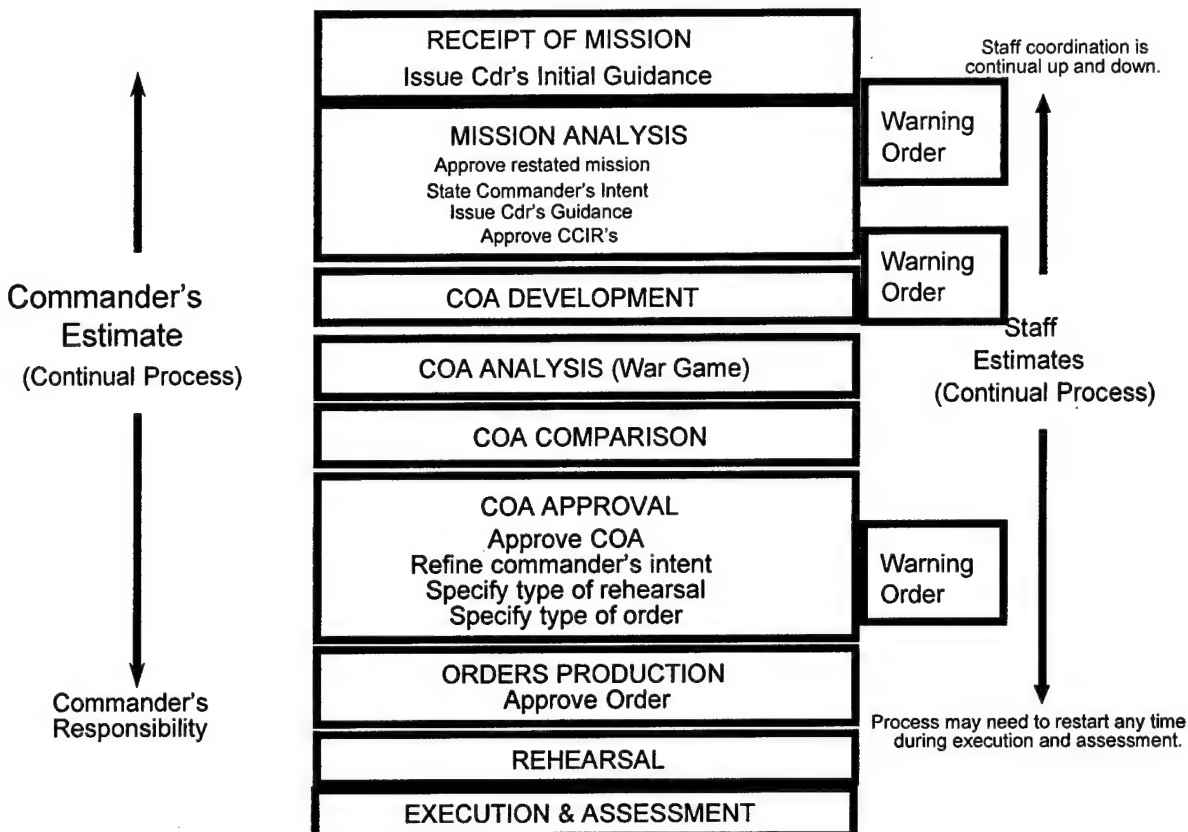 RECEIPT OF MISSION
Issue Cdr's Initial Guidance
Staff coordination is
continual up and down.
MISSION ANALYSIS
Approve restated mission
State Commander's Intent
Issue Cdr's Guidance
Approve CCIR's
Warning
Order
Warning
Order
COA DEVELOPMENT
Commander's
Estimate
(Continual Process)
Staff
Estimates
(Continual Process)
COA ANALYSIS (War Game)
COA COMPARISON
COA APPROVAL
Approve COA
Refine commander's intent
Specify type of rehearsal
Specify type of order
Warning
Order
ORDERS PRODUCTION
Approve Order
Commander's
Responsibility
Process may need to restart any time
during execution and assessment.
REHEARSAL
EXECUTION & ASSESSMENT